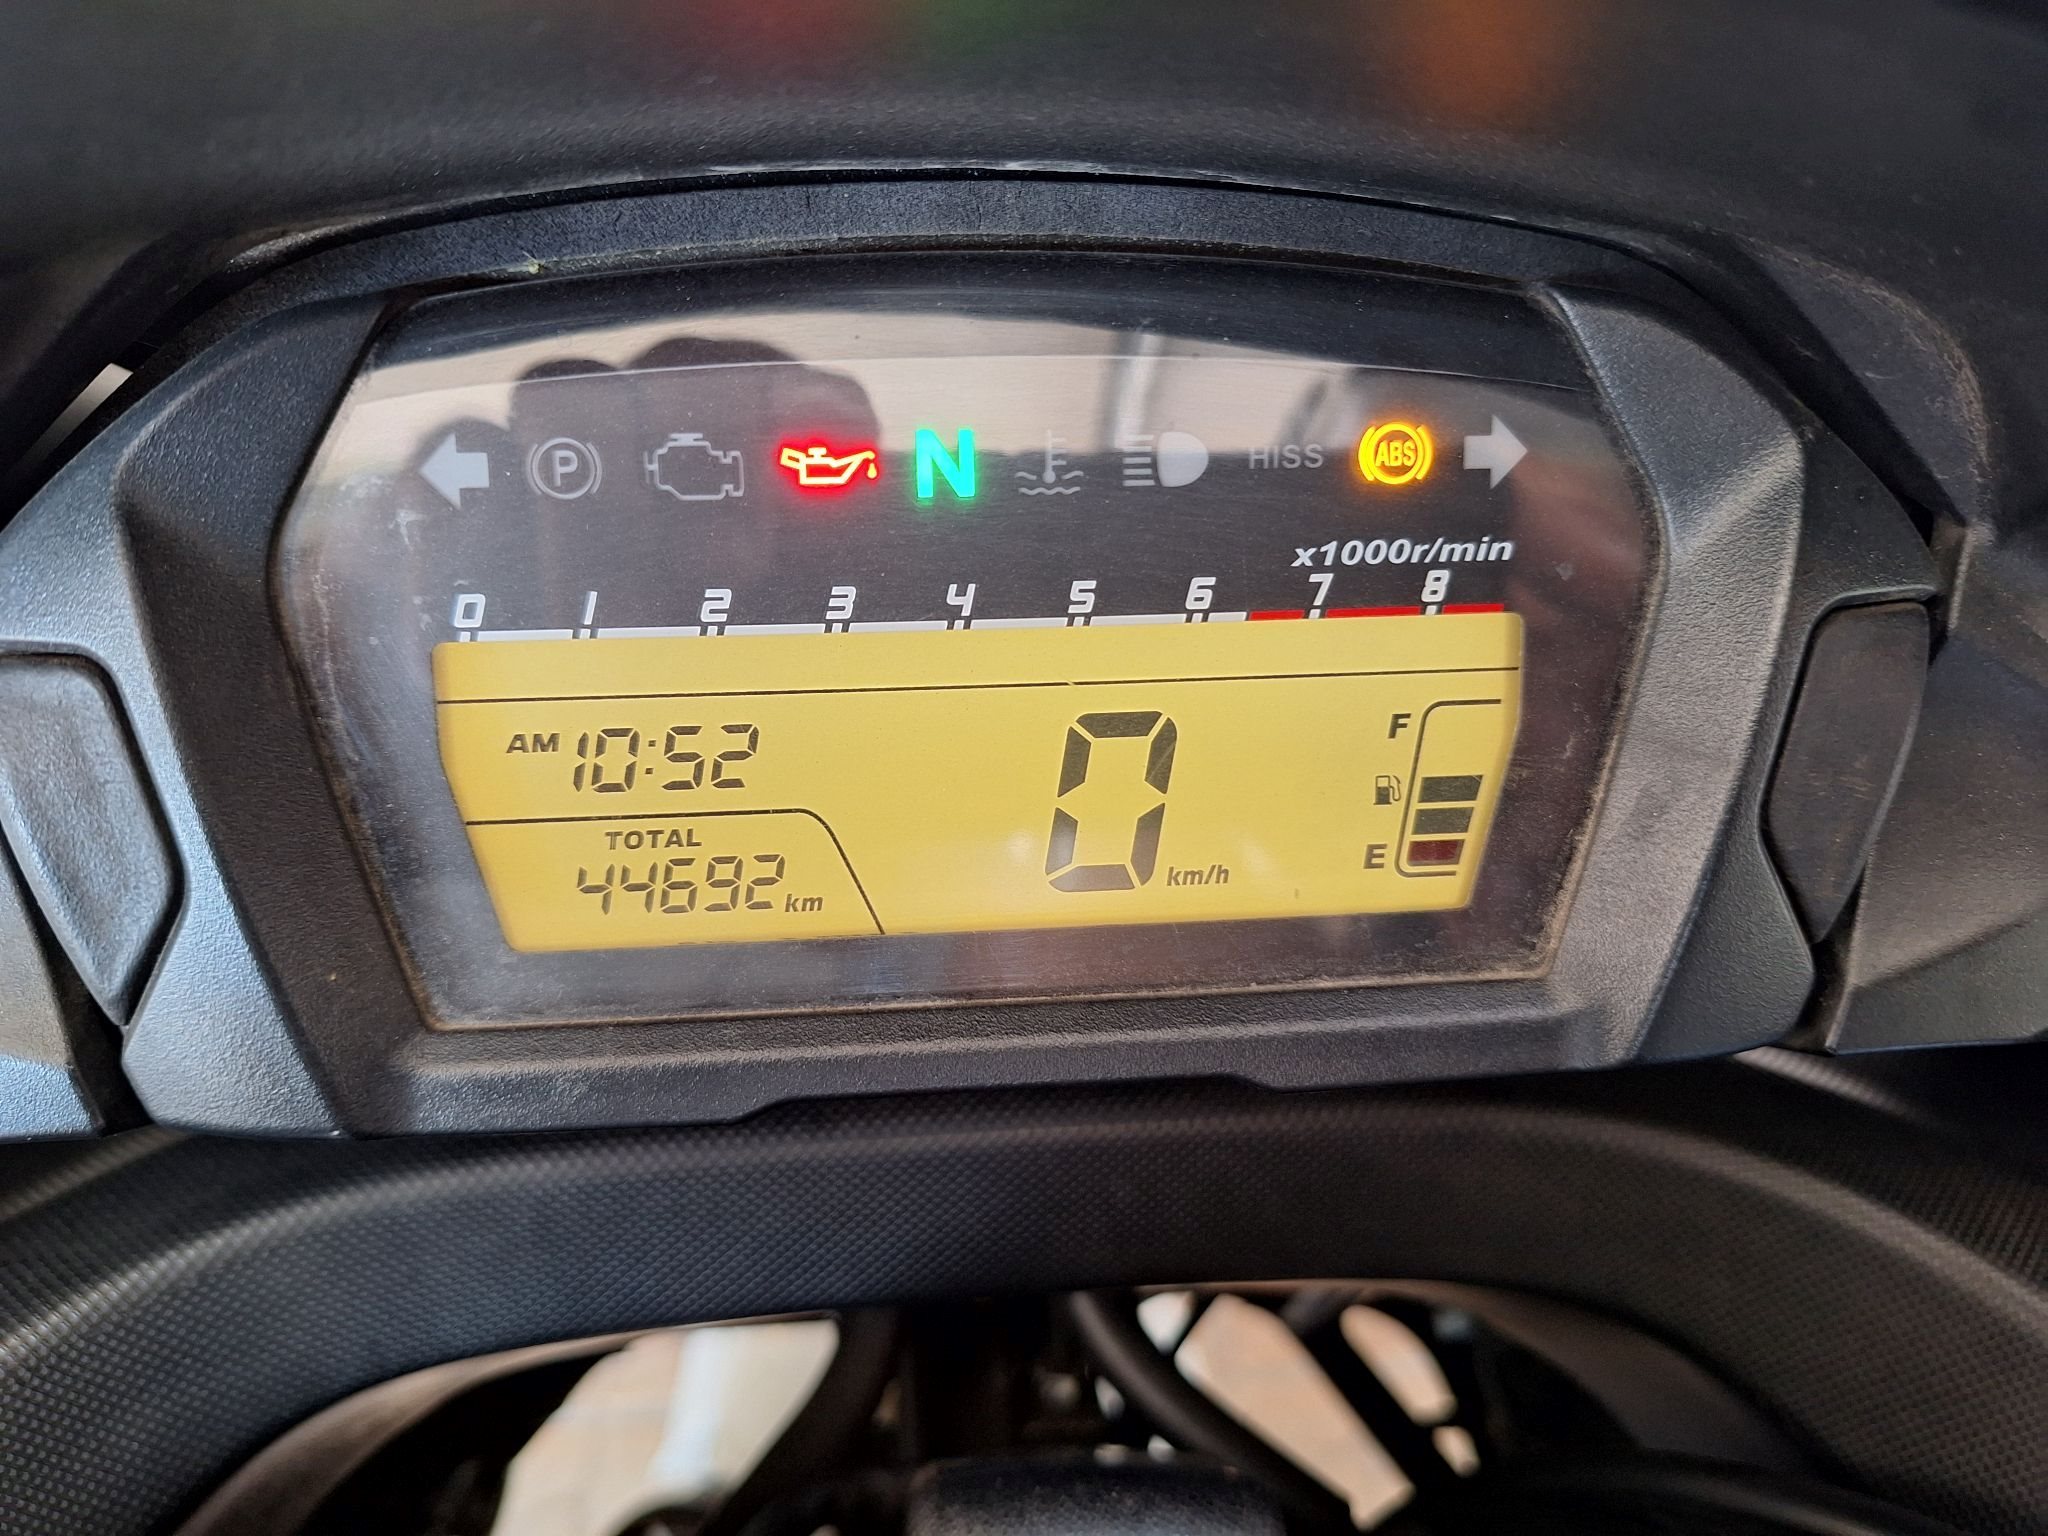 P N HISS ABS
x1000r/min
0 1 2 3 4 5 6 7 8
AM 10:52
TOTAL
44692 km
0 km/h
F
E